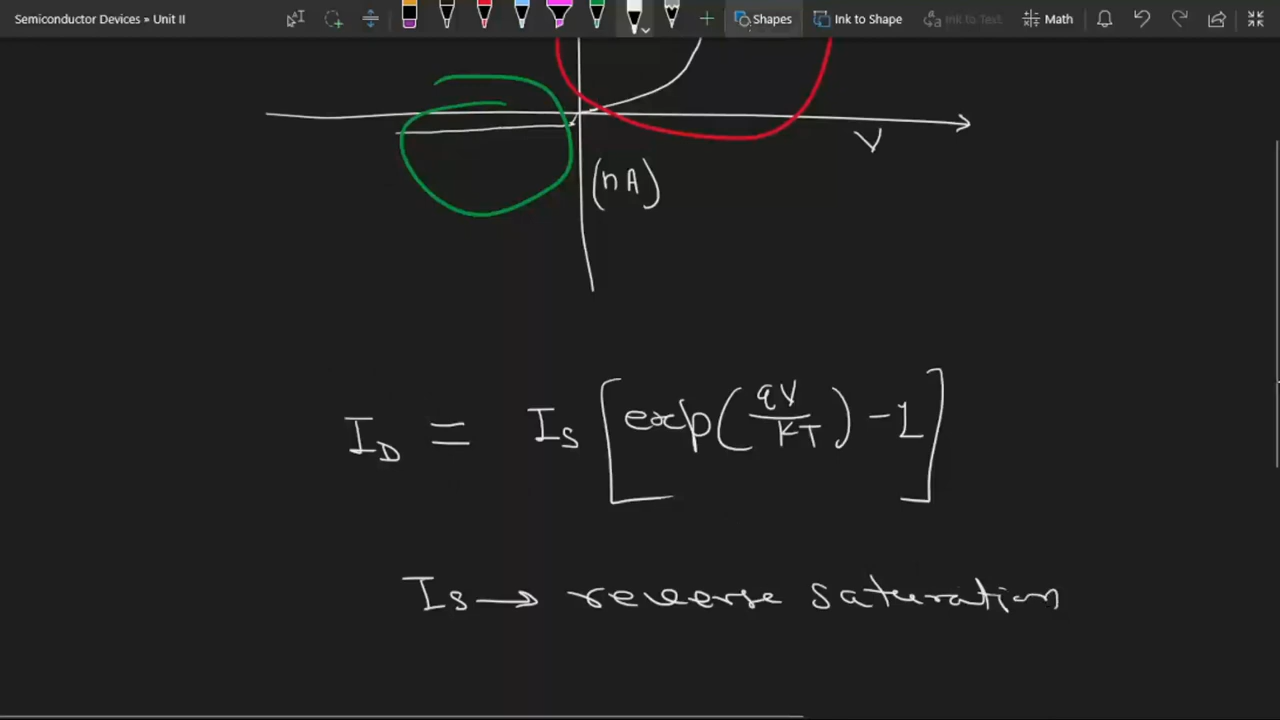 Semiconductor Devices » Unit II
Shapes
Ink to Shape
Ink to Text
Math
V
(nA)
I_D = I_S [exp(qV/KT) -1]
Is → reverse saturation